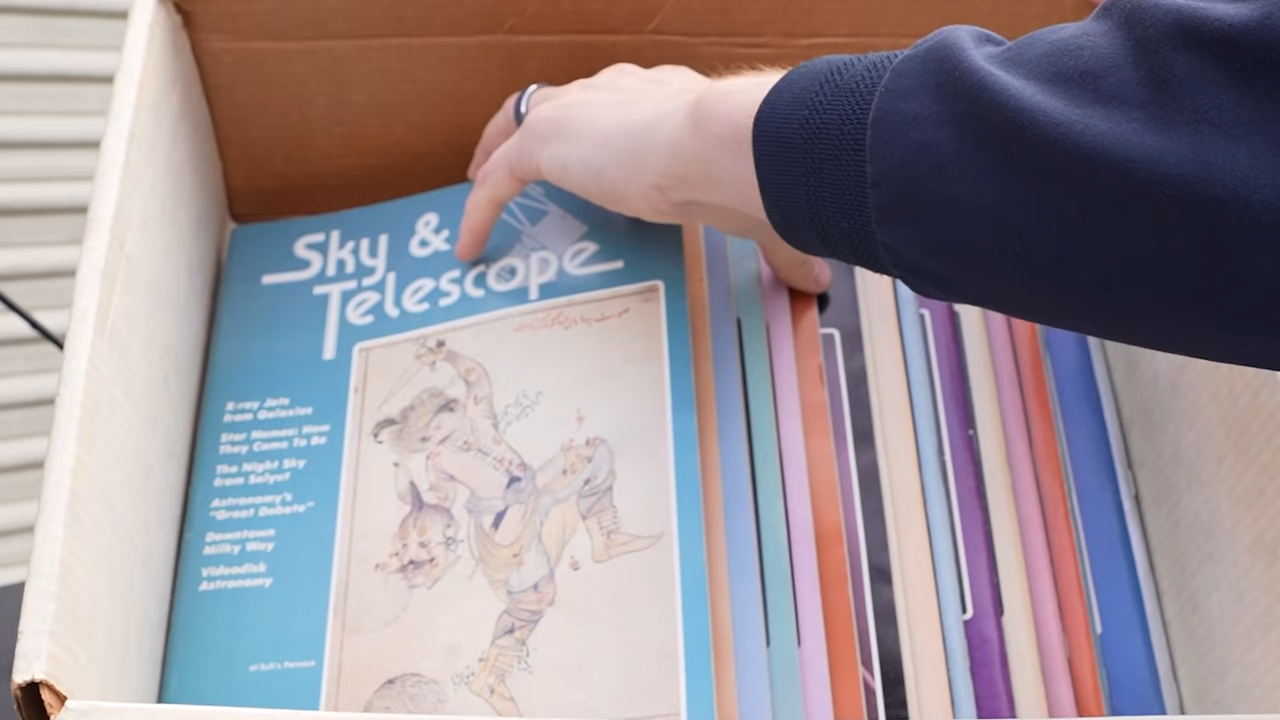 Sky &
Telescope
X-ray Jets
from Galaxies
Star Names: How
They Came To Be
The Night Sky
from Salyut
Astronomy's
"Great Debate"
Downtown
Milky Way
Videodisk
Astronomy
al-Sufi's Perseus